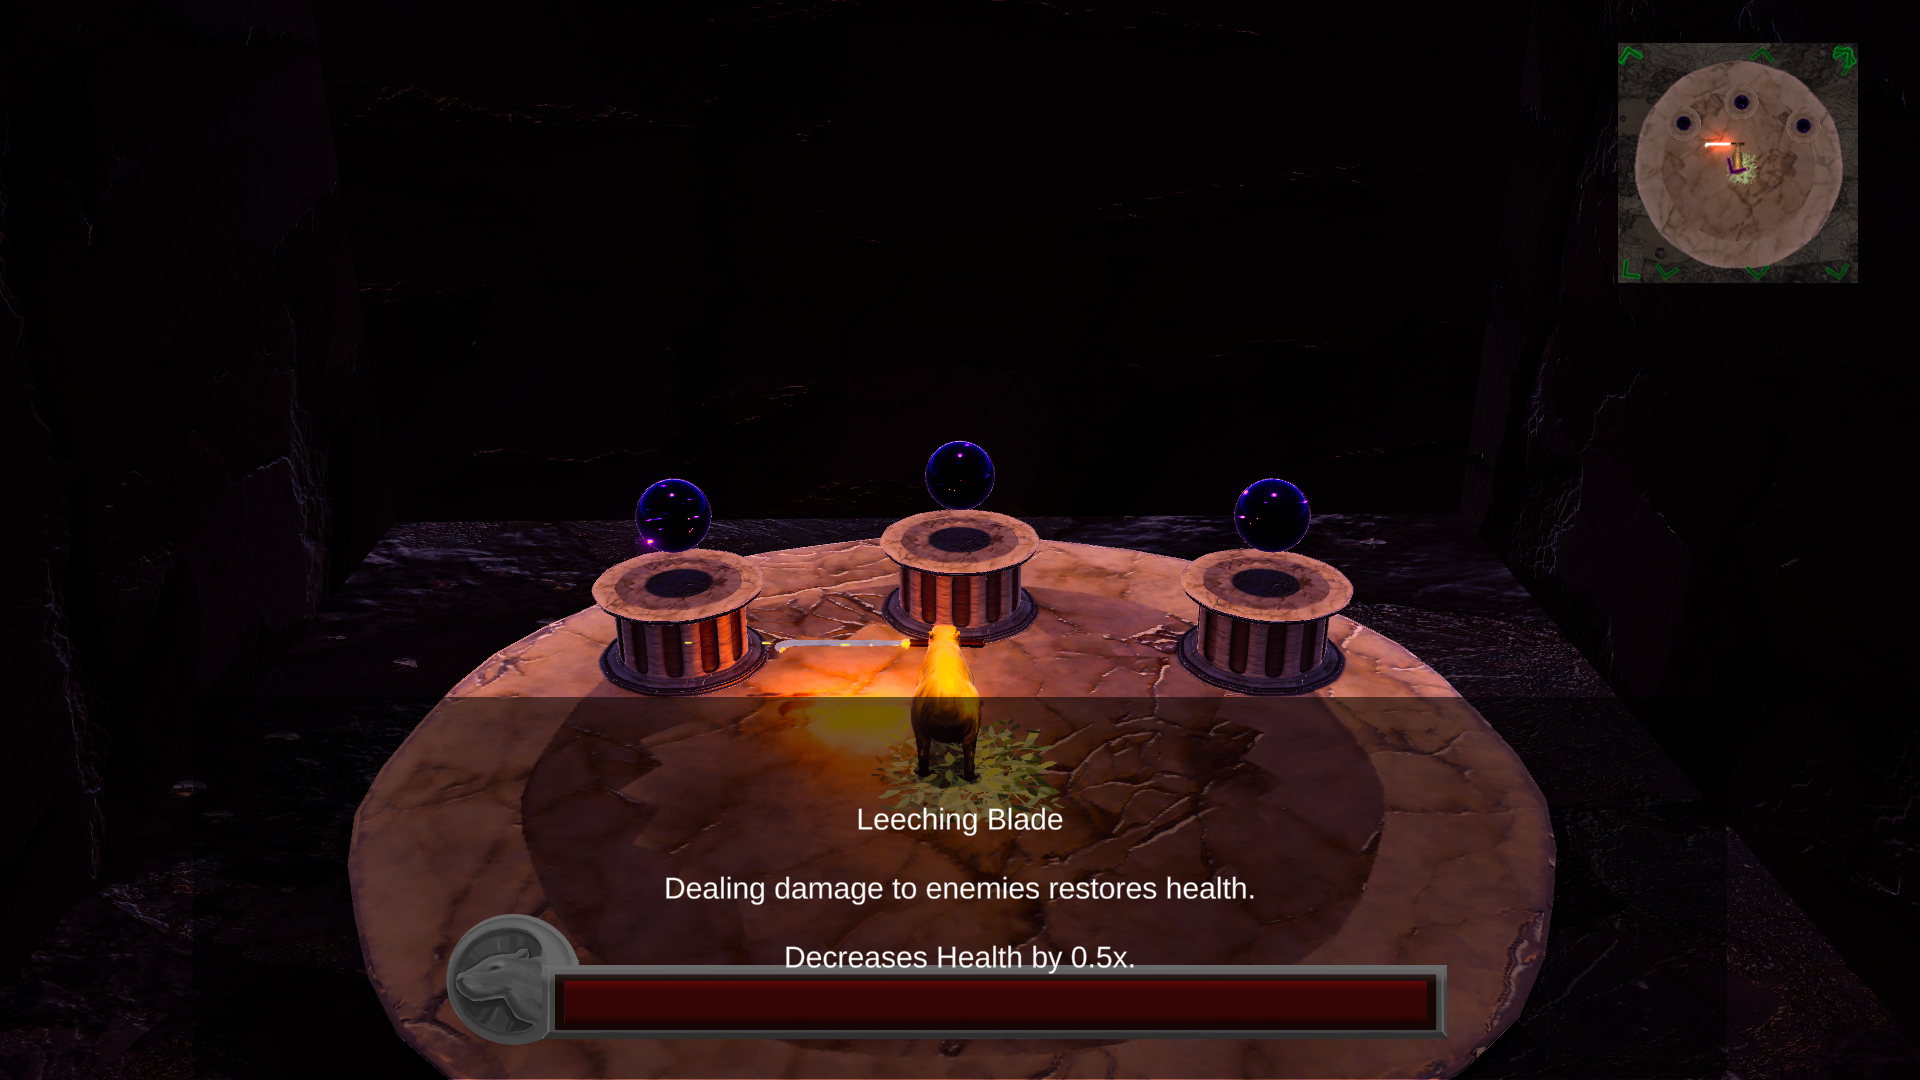 Leeching Blade
Dealing damage to enemies restores health.
Decreases Health by 0.5x.